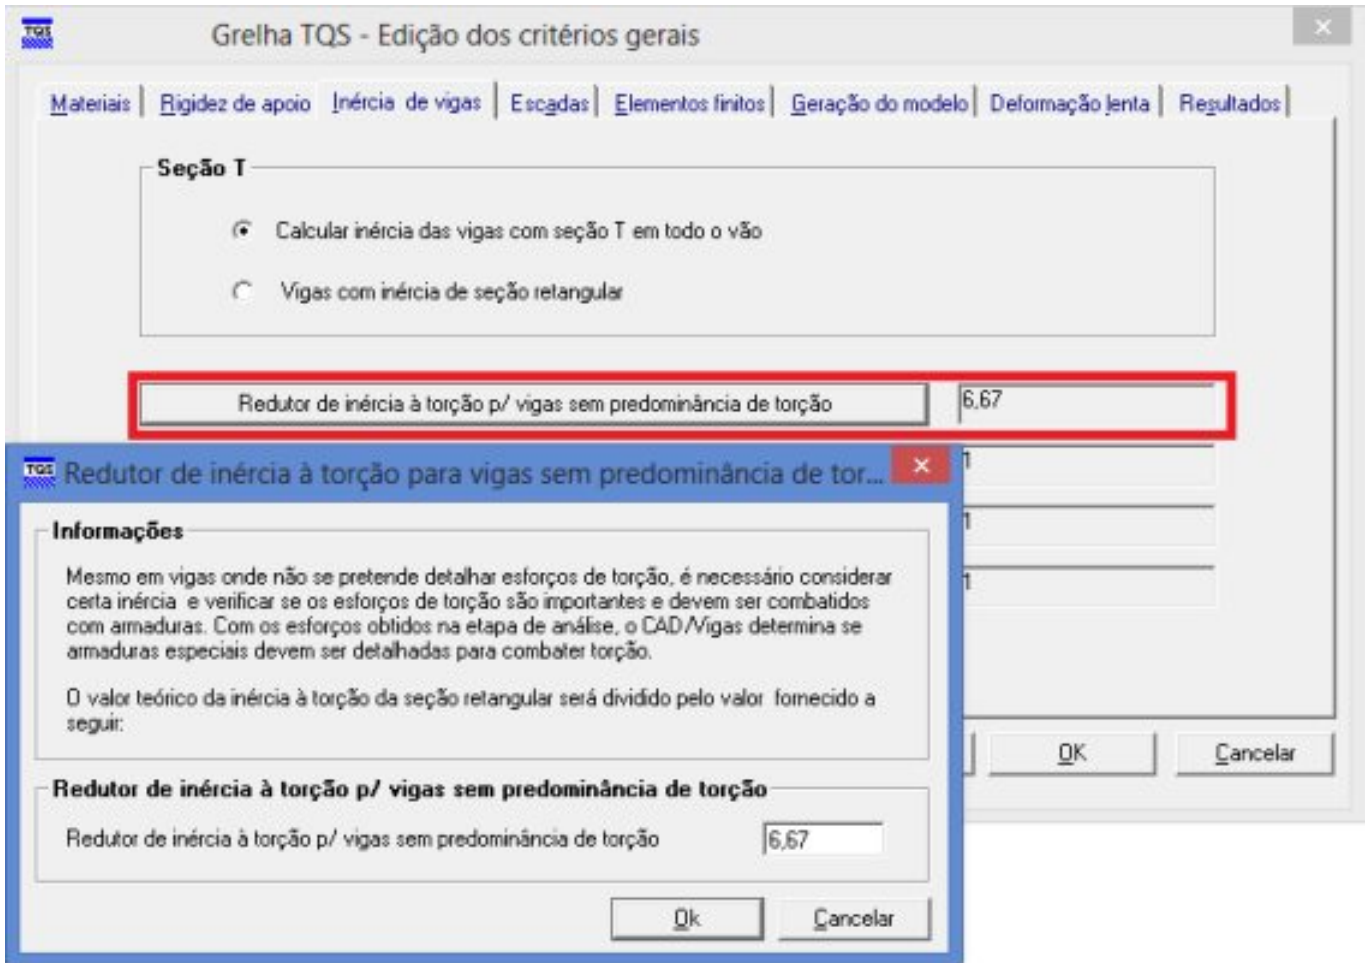 TQS
Grelha TQS - Edição dos critérios gerais
Materiais Rigidez de apoio Inércia de vigas Escadas Elementos finitos Geração do modelo Deformação lenta Resultados
Seção T
Calcular inércia das vigas com seção T em todo o vão
Vigas com inércia de seção retangular
Redutor de inércia à torção p/ vigas sem predominância de torção 6,67
1
1
1
OK Cancelar
TQS
Redutor de inércia à torção para vigas sem predominância de tor...
Informações
Mesmo em vigas onde não se pretende detalhar esforços de torção, é necessário considerar
certa inércia e verificar se os esforços de torção são importantes e devem ser combatidos
com armaduras. Com os esforços obtidos na etapa de análise, o CAD/Vigas determina se
armaduras especiais devem ser detalhadas para combater torção.
O valor teórico da inércia à torção da seção retangular será dividido pelo valor fornecido a
seguir:
Redutor de inércia à torção p/ vigas sem predominância de torção
Redutor de inércia à torção p/ vigas sem predominância de torção 6,67
Ok Cancelar